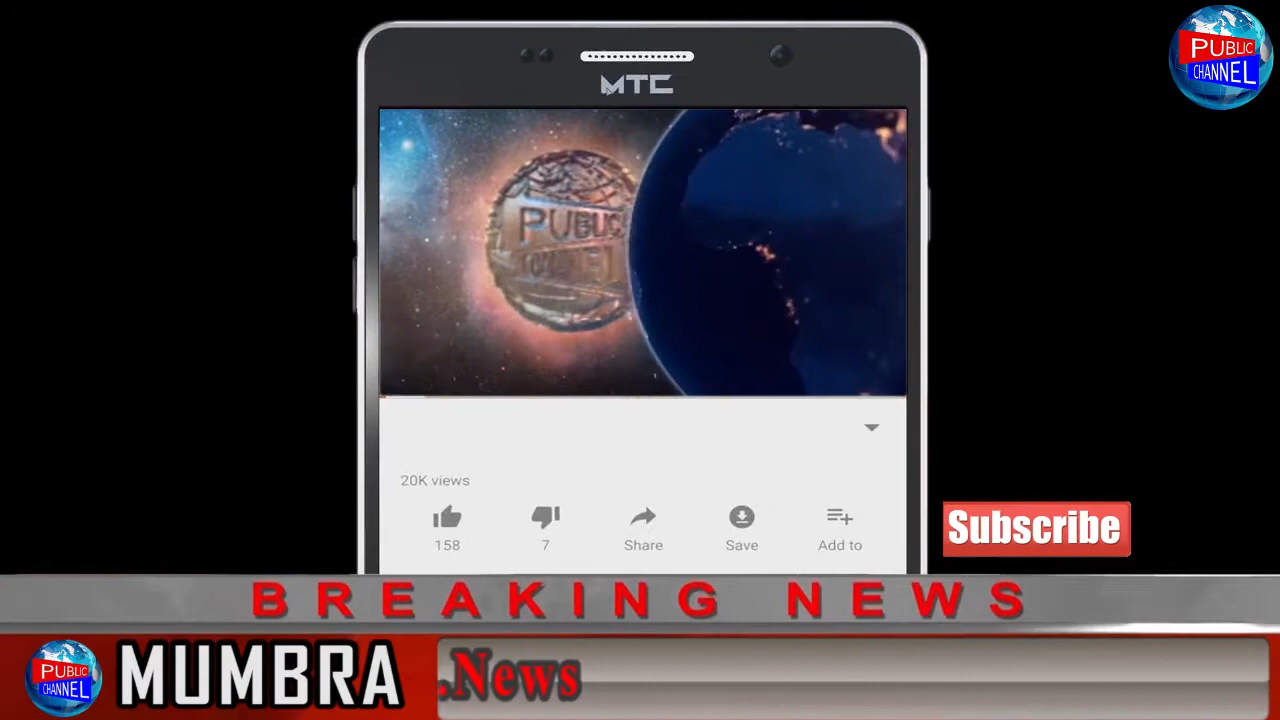 PUBLIC
CHANNEL
MTC
PUBLIC
20K views
158
7
Share
Save
Add to
Subscribe
BREAKING NEWS
PUBLIC
CHANNEL
MUMBRA
.News